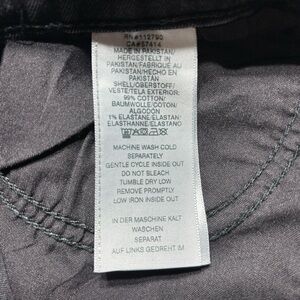 RN#112790
CA#57414
MADE IN PAKISTAN/
HERGESTELLT IN
PAKISTAN/FABRIQUÉ AU
PAKISTAN/HECHO EN
PAKISTAN
SHELL/OBERSTOFF/
VESTE/TELA EXTERIOR:
99% COTTON/
BAUMWOLLE/COTON/
ALGODÓN
1% ELASTANE/ELASTAN/
ELASTHANNE/ELASTANO
MACHINE WASH COLD
SEPARATELY
GENTLE CYCLE INSIDE OUT
DO NOT BLEACH
TUMBLE DRY LOW
REMOVE PROMPTLY
LOW IRON INSIDE OUT
IN DER MASCHINE KALT
WASCHEN
SEPARAT
AUF LINKS GEDREHT IM